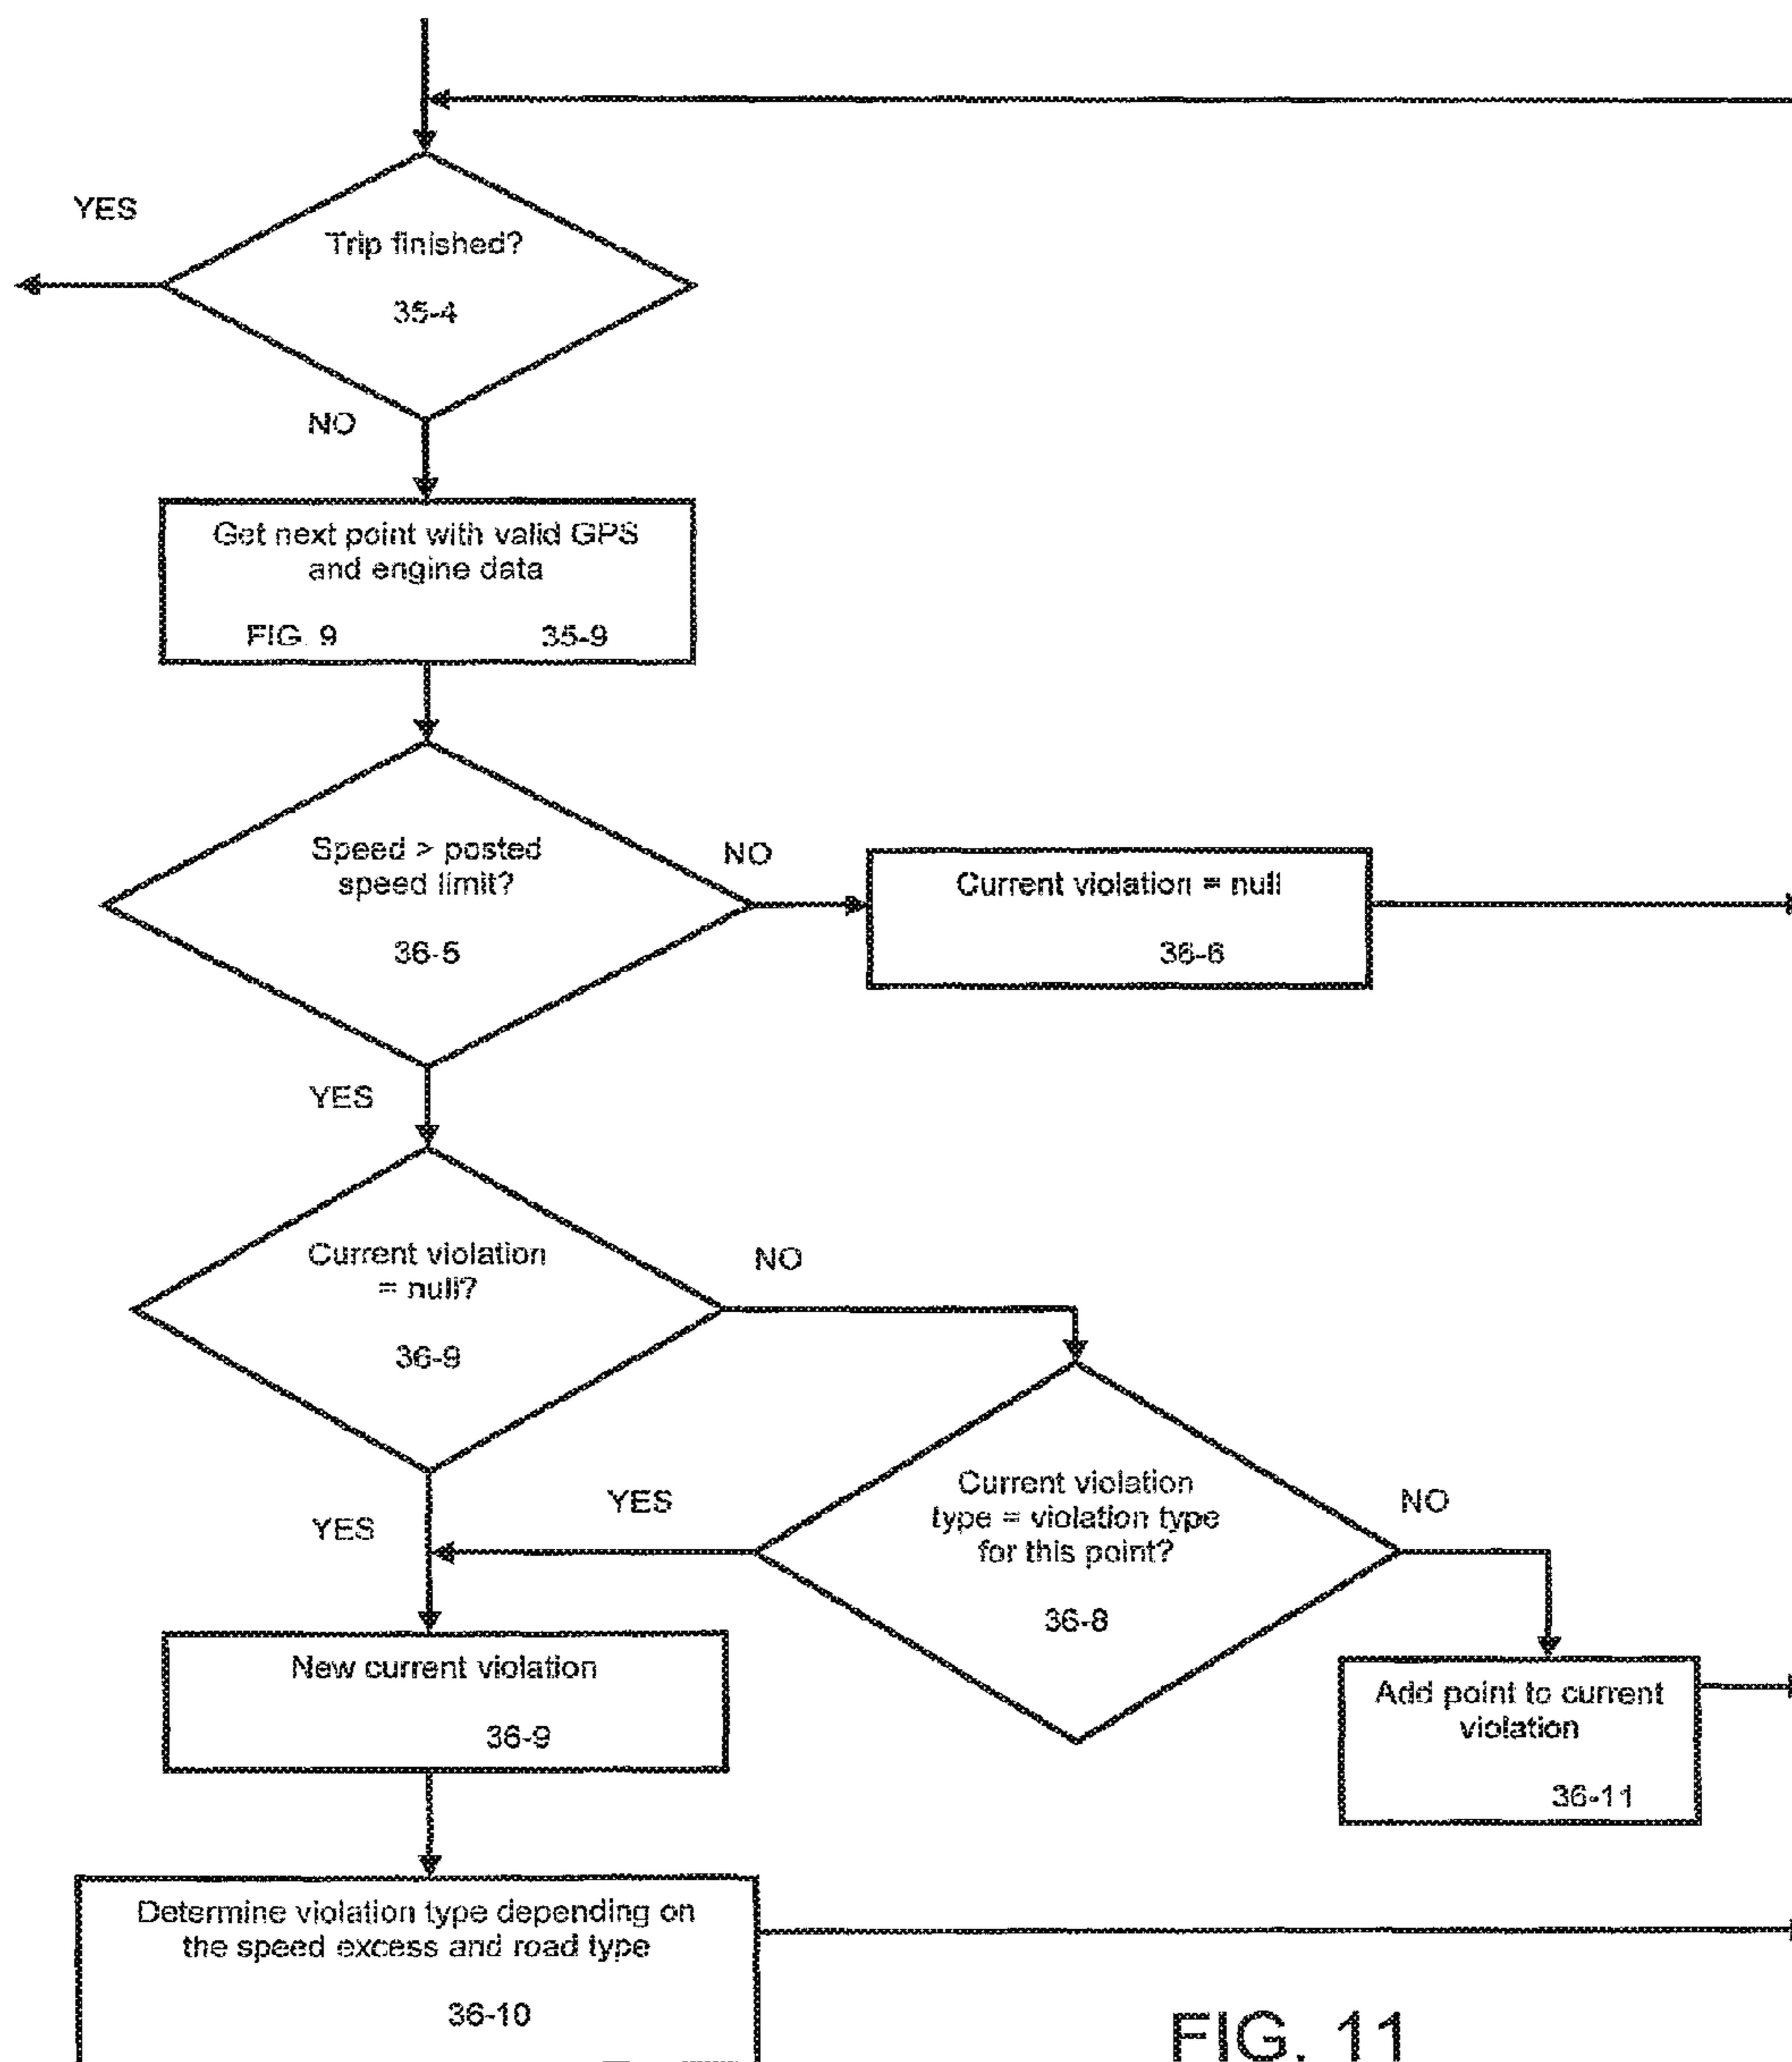 YES
Trip finished?
35-4
NO
Get next point with valid GPS
and engine data
FIG. 9
35-9
Speed > posted
speed limit?
36-5
NO
Current violation = null
36-6
YES
Current violation
= null?
36-9
NO
Current violation
type = violation type
for this point?
36-8
YES
NO
YES
New current violation
36-9
Add point to current
violation
36-11
Determine violation type depending on
the speed excess and road type
36-10
FIG. 11